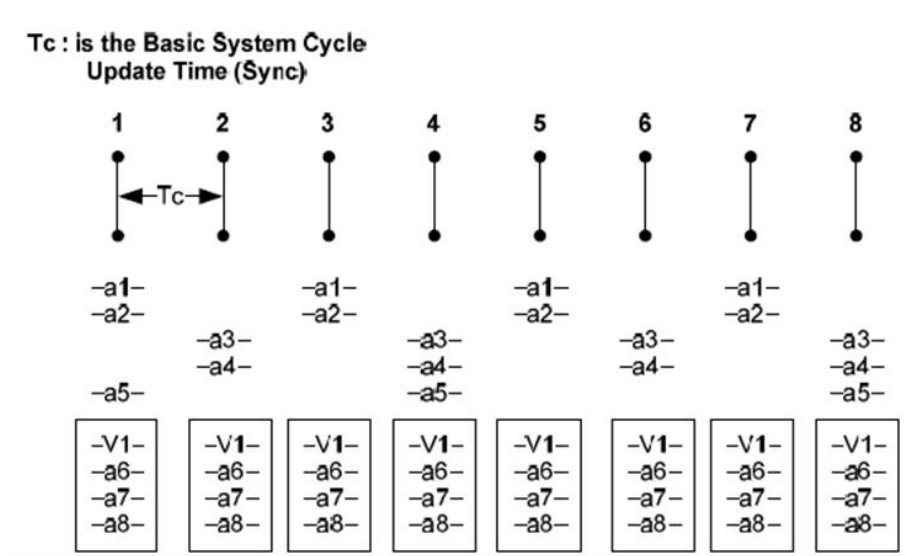 Tc : is the Basic System Cycle
Update Time (Sync)
1 2 3 4 5 6 7 8
Tc
–a1– –a1– –a1– –a1–
–a2– –a2– –a2– –a2–
–a3– –a3– –a3– –a3–
–a4– –a4– –a4– –a4–
–a5– –a5– –a5–
–V1– –V1– –V1– –V1– –V1– –V1– –V1– –V1–
–a6– –a6– –a6– –a6– –a6– –a6– –a6– –a6–
–a7– –a7– –a7– –a7– –a7– –a7– –a7– –a7–
–a8– –a8– –a8– –a8– –a8– –a8– –a8– –a8–